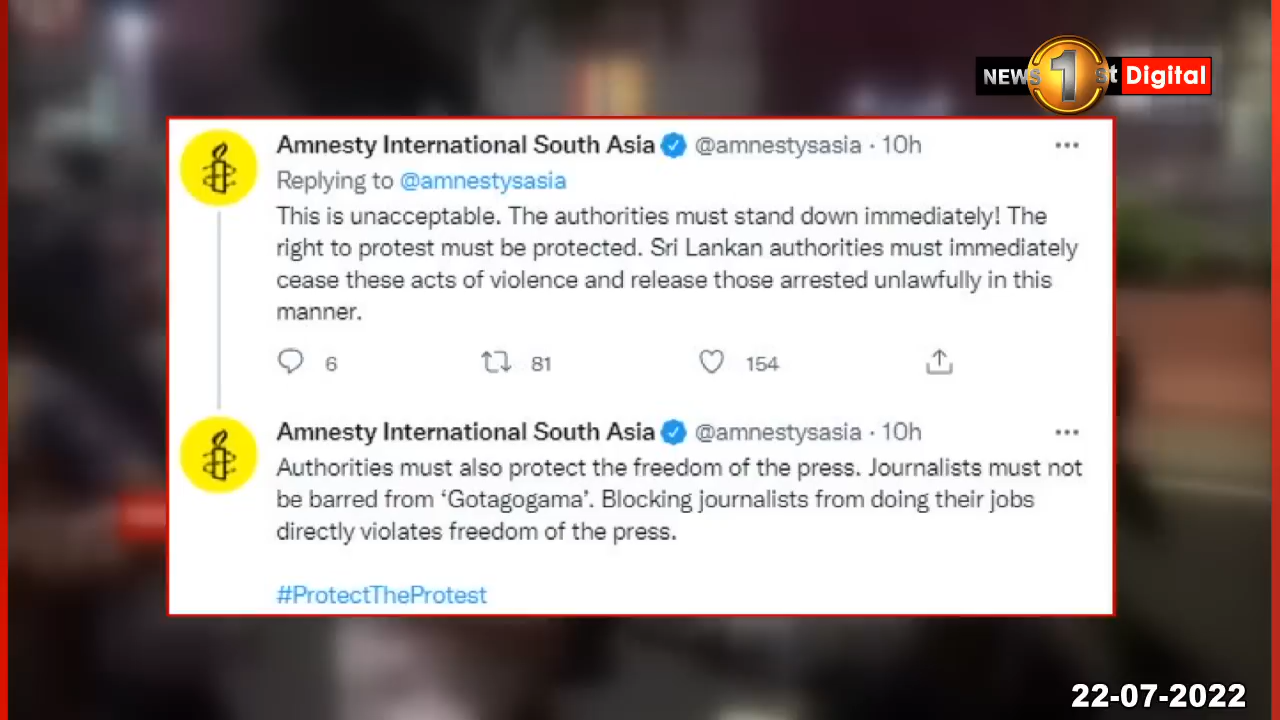 NEWS 1st Digital
Amnesty International South Asia @amnestysasia · 10h
Replying to @amnestysasia
This is unacceptable. The authorities must stand down immediately! The
right to protest must be protected. Sri Lankan authorities must immediately
cease these acts of violence and release those arrested unlawfully in this
manner.
6 81 154
Amnesty International South Asia @amnestysasia · 10h
Authorities must also protect the freedom of the press. Journalists must not
be barred from ‘Gotagogama’. Blocking journalists from doing their jobs
directly violates freedom of the press.
#ProtectTheProtest
22-07-2022